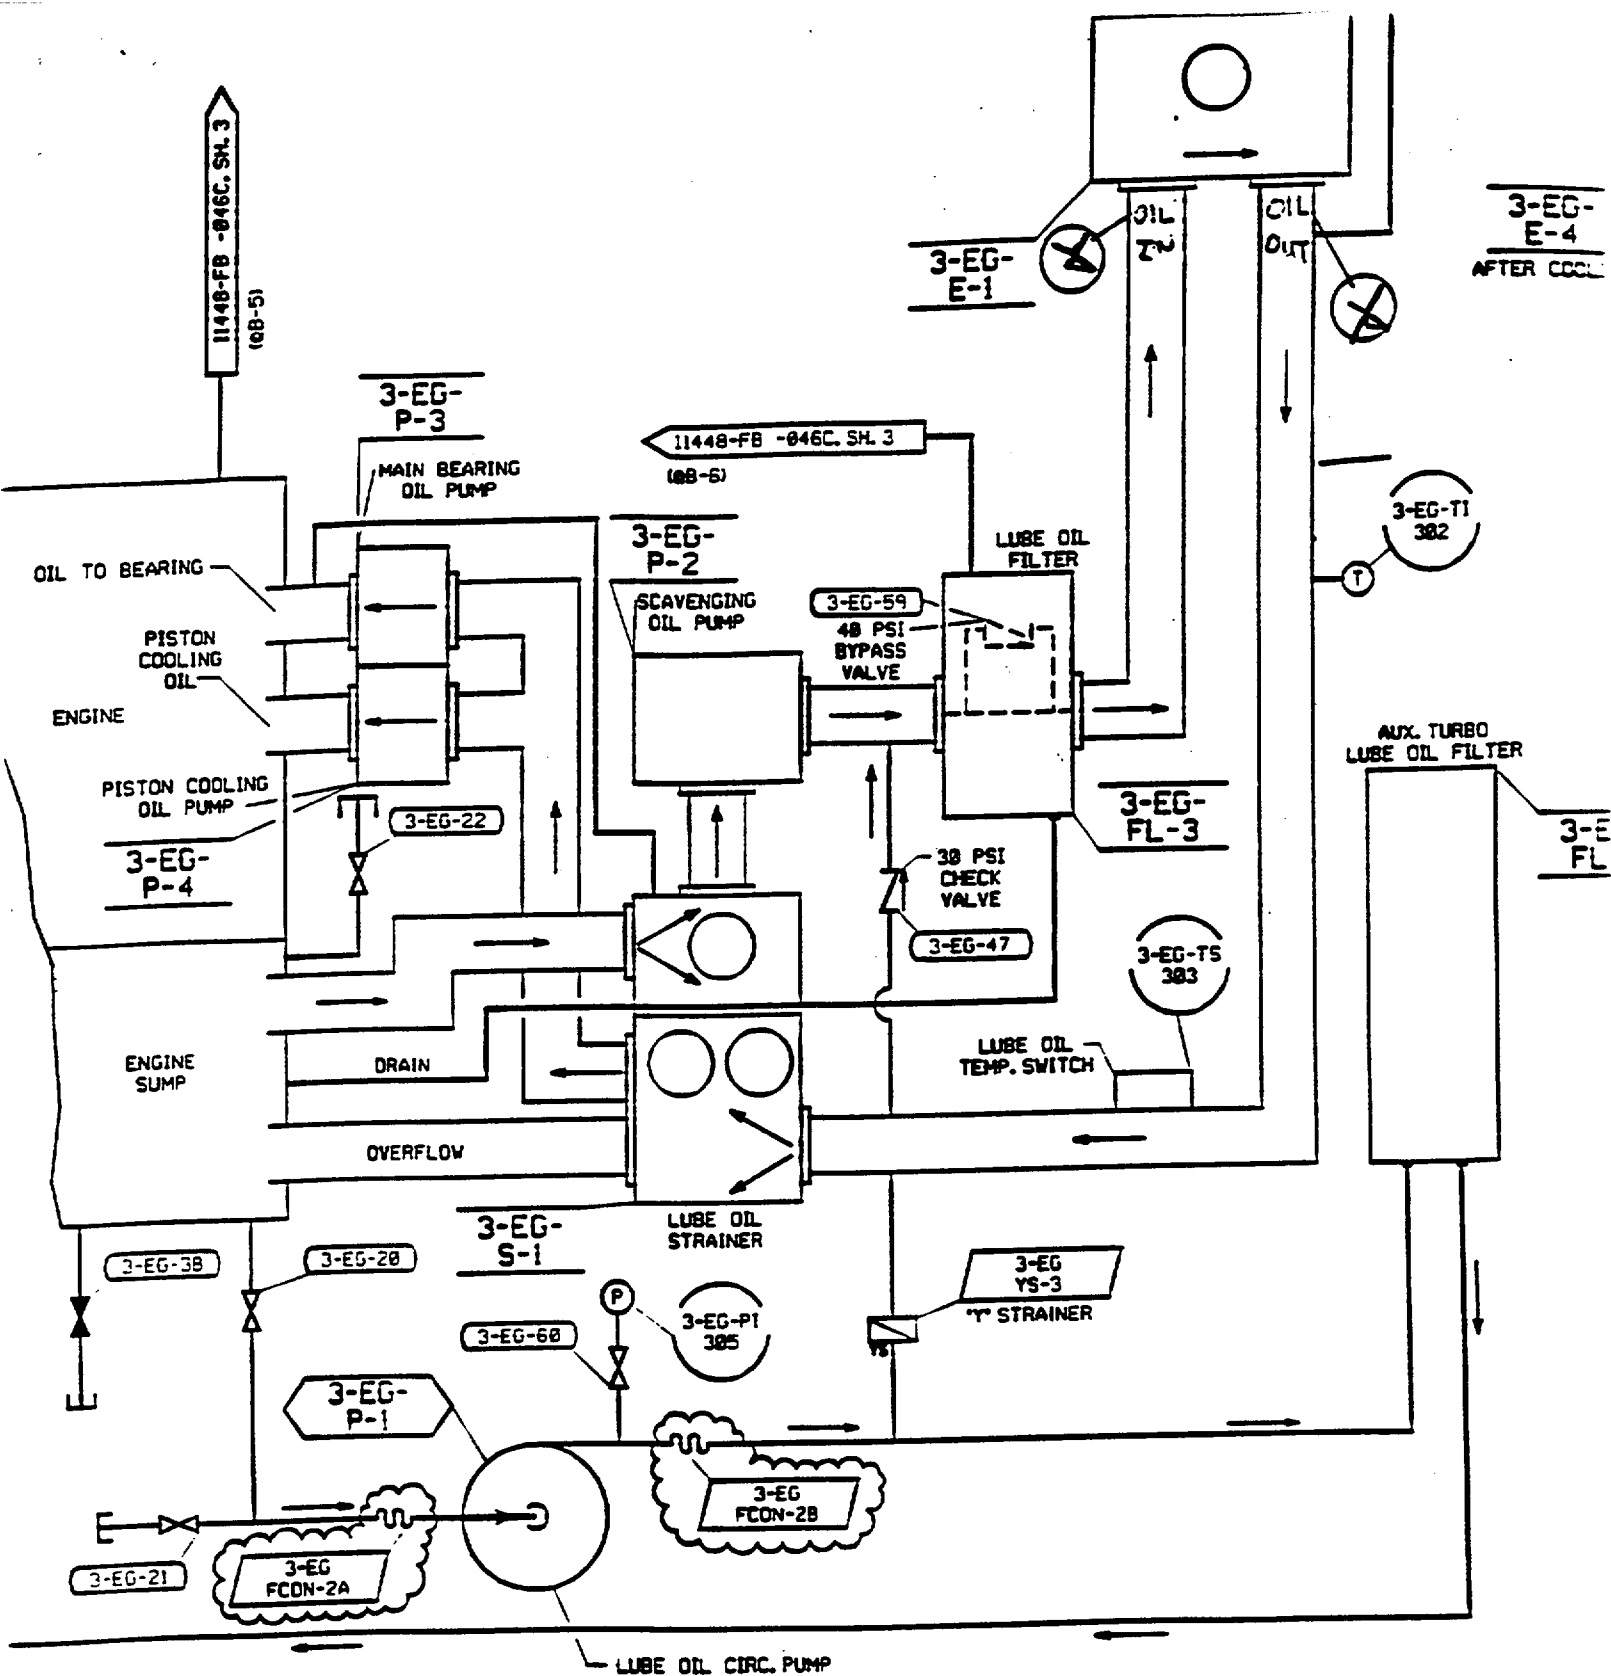 11448-FB -046C. SH. 3
OIL
IN
OIL
OUT
3-EG-
E-1
3-EG-
E-4
3-EG-
P-3
MAIN BEARING
OIL PUMP
11448-FB -046C. SH. 3
3-EG-
P-2
SCAVENGING
OIL PUMP
LUBE OIL
FILTER
3-EG-TI
302
T
OIL TO BEARING
3-EG-59
40 PSI
BYPASS
VALVE
PISTON
COOLING
OIL
ENGINE
AUX. TURBO
LUBE OIL FILTER
PISTON COOLING
OIL PUMP
3-EG-22
3-EG-
FL-3
3-EG-
P-4
30 PSI
CHECK
VALVE
3-EG-47
3-EG-TS
303
ENGINE
SUMP
DRAIN
LUBE OIL
TEMP. SWITCH
OVERFLOW
3-EG-
S-1
LUBE OIL
STRAINER
3-EG-38
3-EG-20
3-EG
YS-3
"Y" STRAINER
YS
P
3-EG-PI
305
3-EG-60
3-EG-
P-1
3-EG
FCON-2B
3-EG-21
3-EG
FCON-2A
LUBE OIL CIRC. PUMP